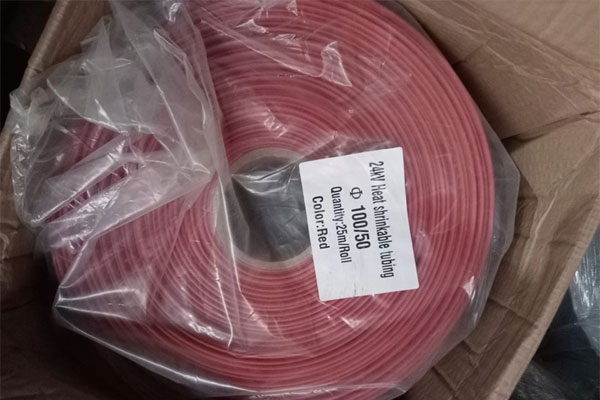 24kV Heat shrinkable tubing
Φ 100/50
Quantity:25m/Roll
Color:Red